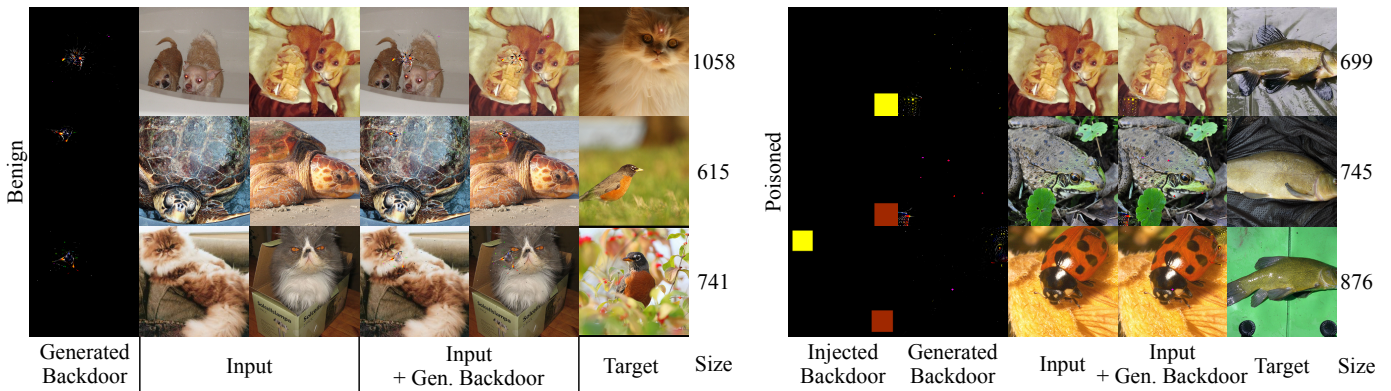 Benign
1058
615
741
Generated
Backdoor
Input
Input
+ Gen. Backdoor
Target
Size
Poisoned
699
745
876
Injected
Backdoor
Generated
Backdoor
Input
Input
+ Gen. Backdoor
Target
Size